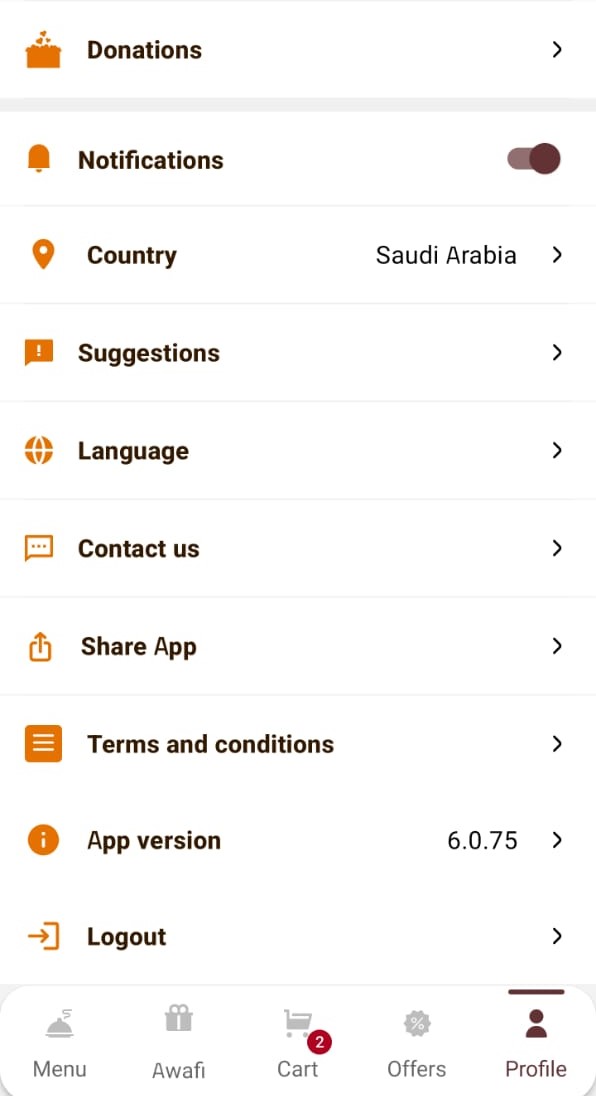 Donations
Notifications
Country
Saudi Arabia
Suggestions
Language
Contact us
Share App
Terms and conditions
App version
6.0.75
Logout
2
Menu
Awafi
Cart
Offers
Profile